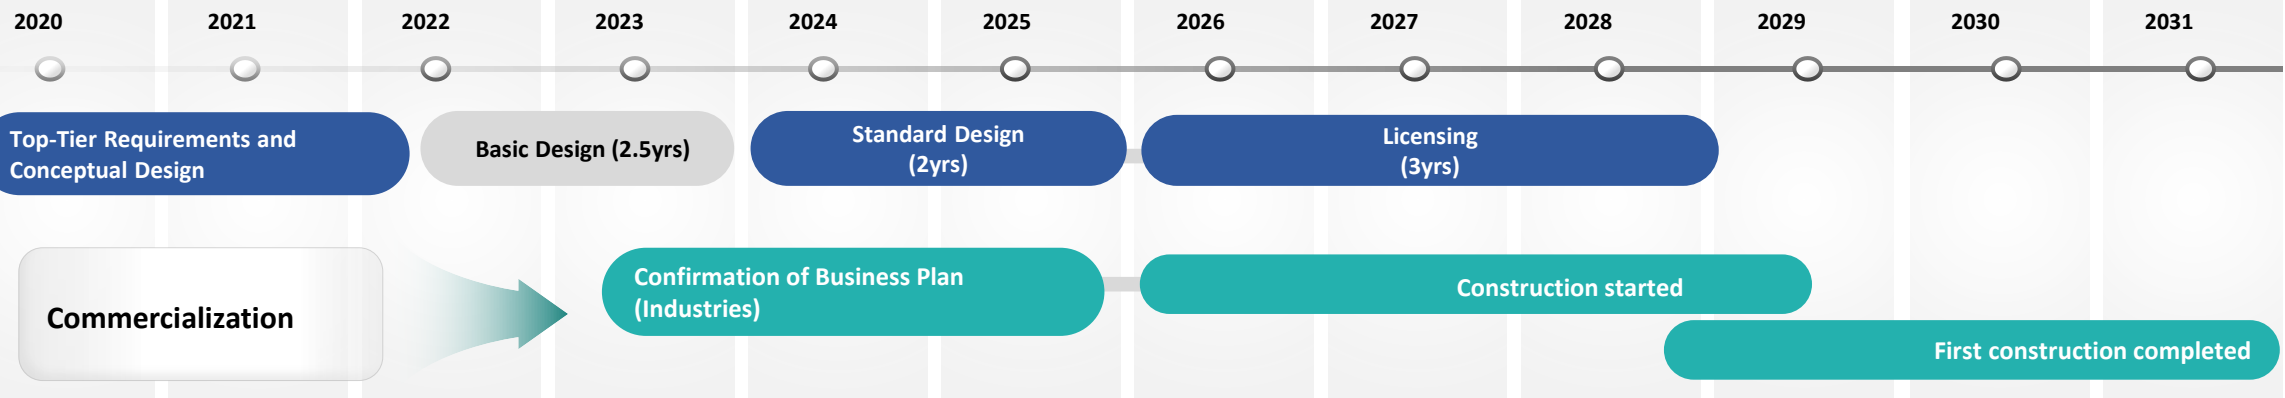 2020
2021
2022
2023
2024
2025
2026
2027
2028
2029
2030
2031
Top-Tier Requirements and
Conceptual Design
Basic Design (2.5yrs)
Standard Design
(2yrs)
Licensing
(3yrs)
Commercialization
Confirmation of Business Plan
(Industries)
Construction started
First construction completed